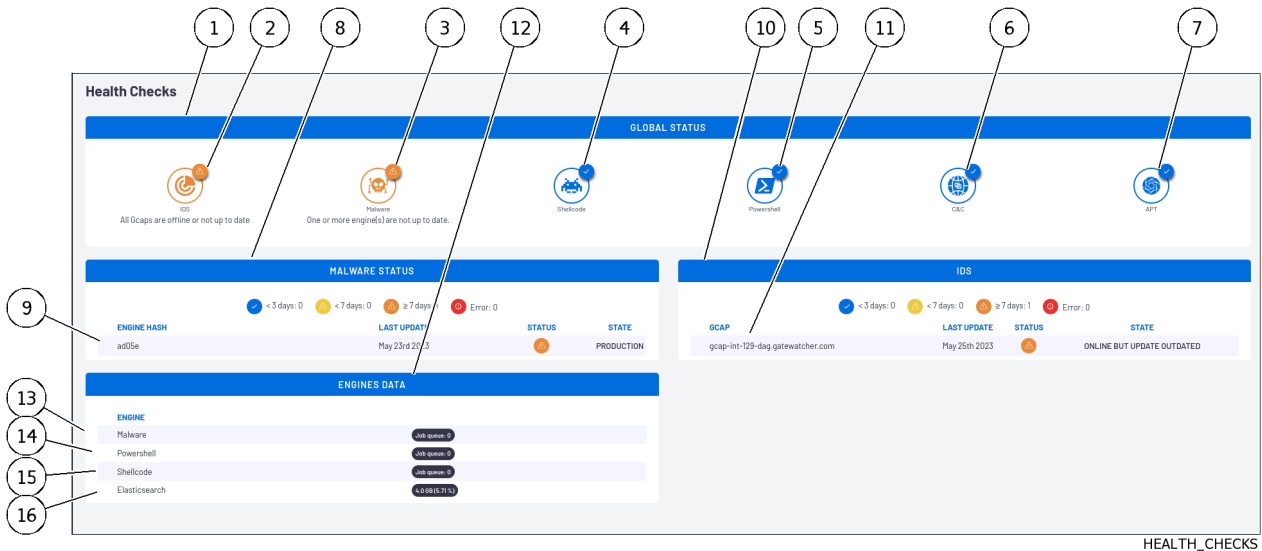 1 2 8 3 12 4 10 5 11 6 7
Health Checks
GLOBAL STATUS
IDS
All Gcaps are offline or not up to date
Malware
One or more engine(s) are not up to date.
Shellcode
Powershell
C&C
APT
MALWARE STATUS
< 3 days: 0 < 7 days: 0 ≥ 7 days: 1 Error: 0
9
ENGINE HASH LAST UPDATE STATUS STATE
ad05e May 23rd 2023 PRODUCTION
IDS
< 3 days: 0 < 7 days: 0 ≥ 7 days: 1 Error: 0
GCAP LAST UPDATE STATUS STATE
gcap-int-129-dag.gatewatcher.com May 25th 2023 ONLINE BUT UPDATE OUTDATED
ENGINES DATA
ENGINE
13
Malware Job queue: 0
14
Powershell Job queue: 0
15
Shellcode Job queue: 0
16
Elasticsearch 4.0 GB (5.71 %)
HEALTH_CHECKS